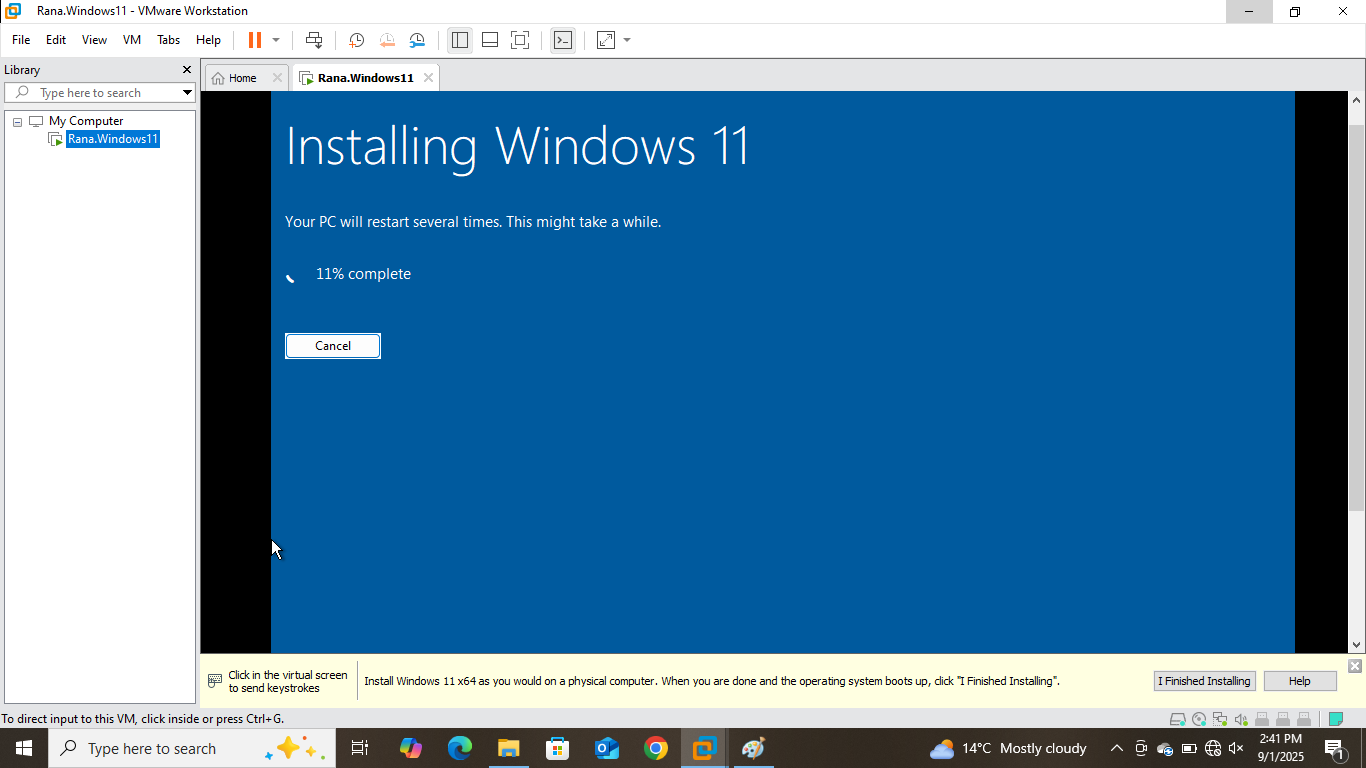 Rana.Windows11 - VMware Workstation
File Edit View VM Tabs Help
Library
Type here to search
My Computer
Rana.Windows11
Home
Rana.Windows11
Installing Windows 11
Your PC will restart several times. This might take a while.
11% complete
Cancel
Click in the virtual screen
to send keystrokes
Install Windows 11 x64 as you would on a physical computer. When you are done and the operating system boots up, click "I Finished Installing".
I Finished Installing
Help
To direct input to this VM, click inside or press Ctrl+G.
Type here to search
14°C Mostly cloudy
2:41 PM
9/1/2025
1